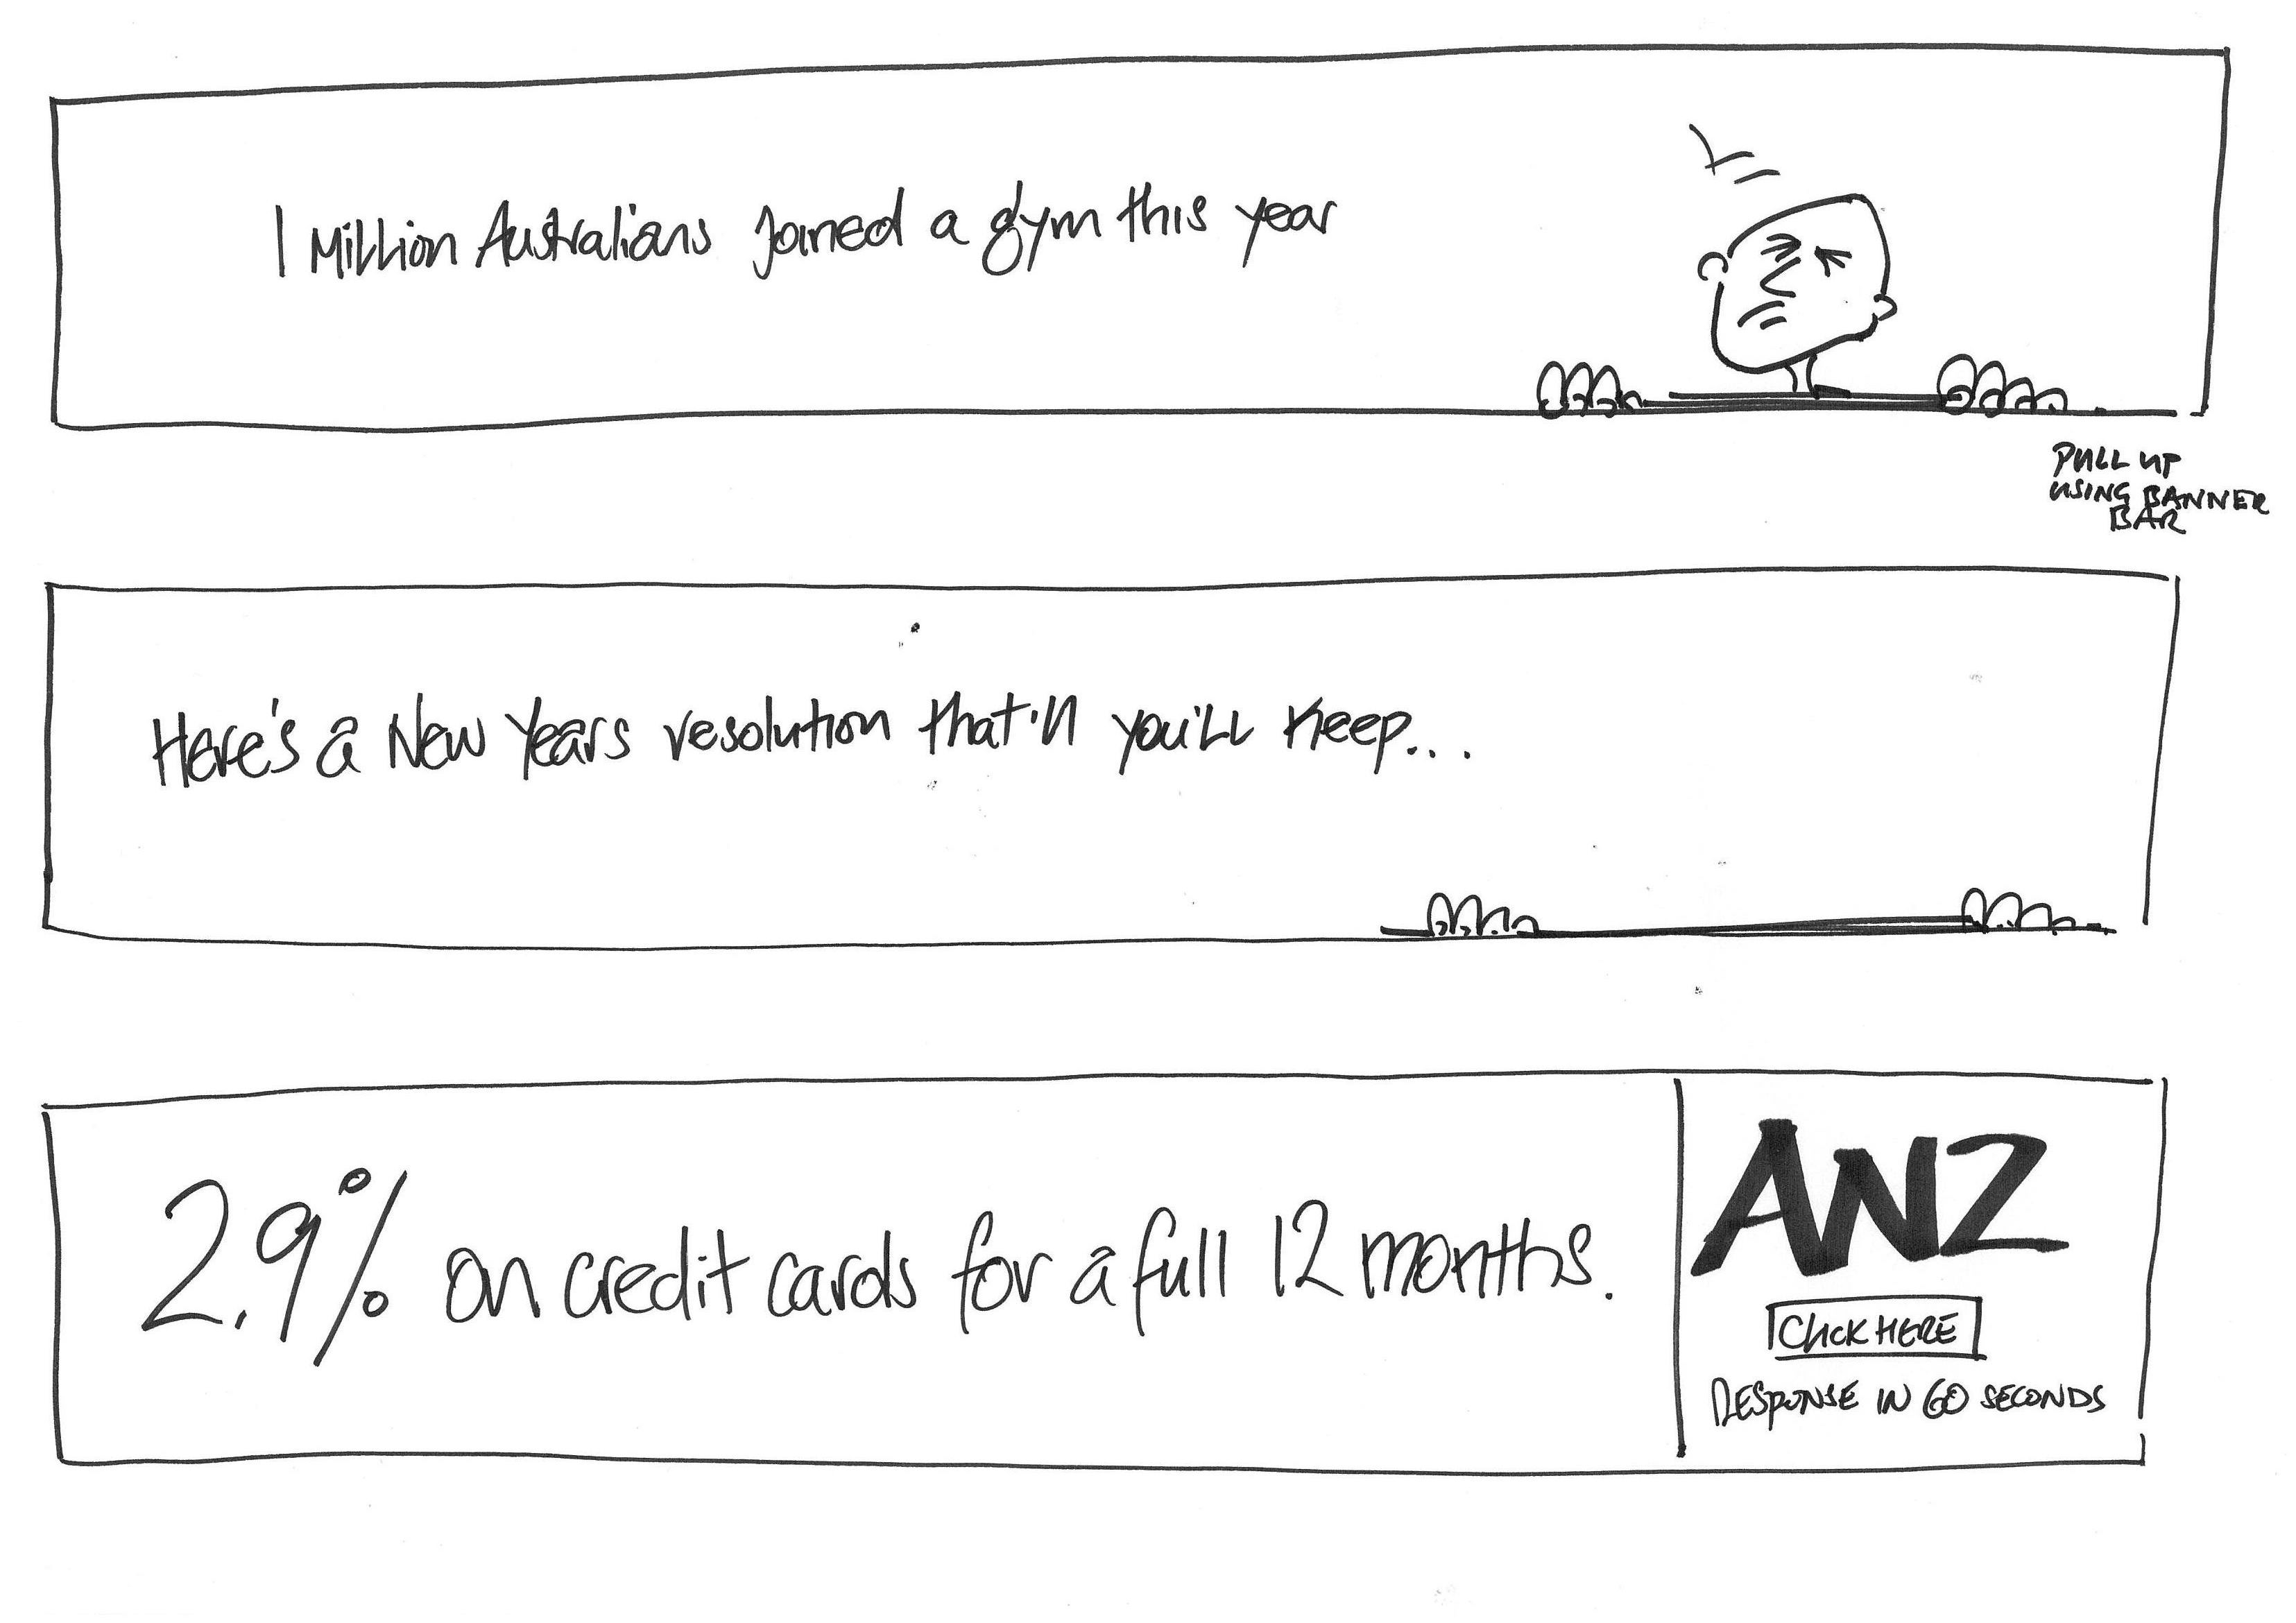 1 Million Australians joined a gym this year
PULL UP
USING BANNER
BAR
Here's a New Years resolution that'll you'll keep...
2.9% on credit cards for a full 12 months.
ANZ
CLICK HERE
RESPONSE IN 60 SECONDS